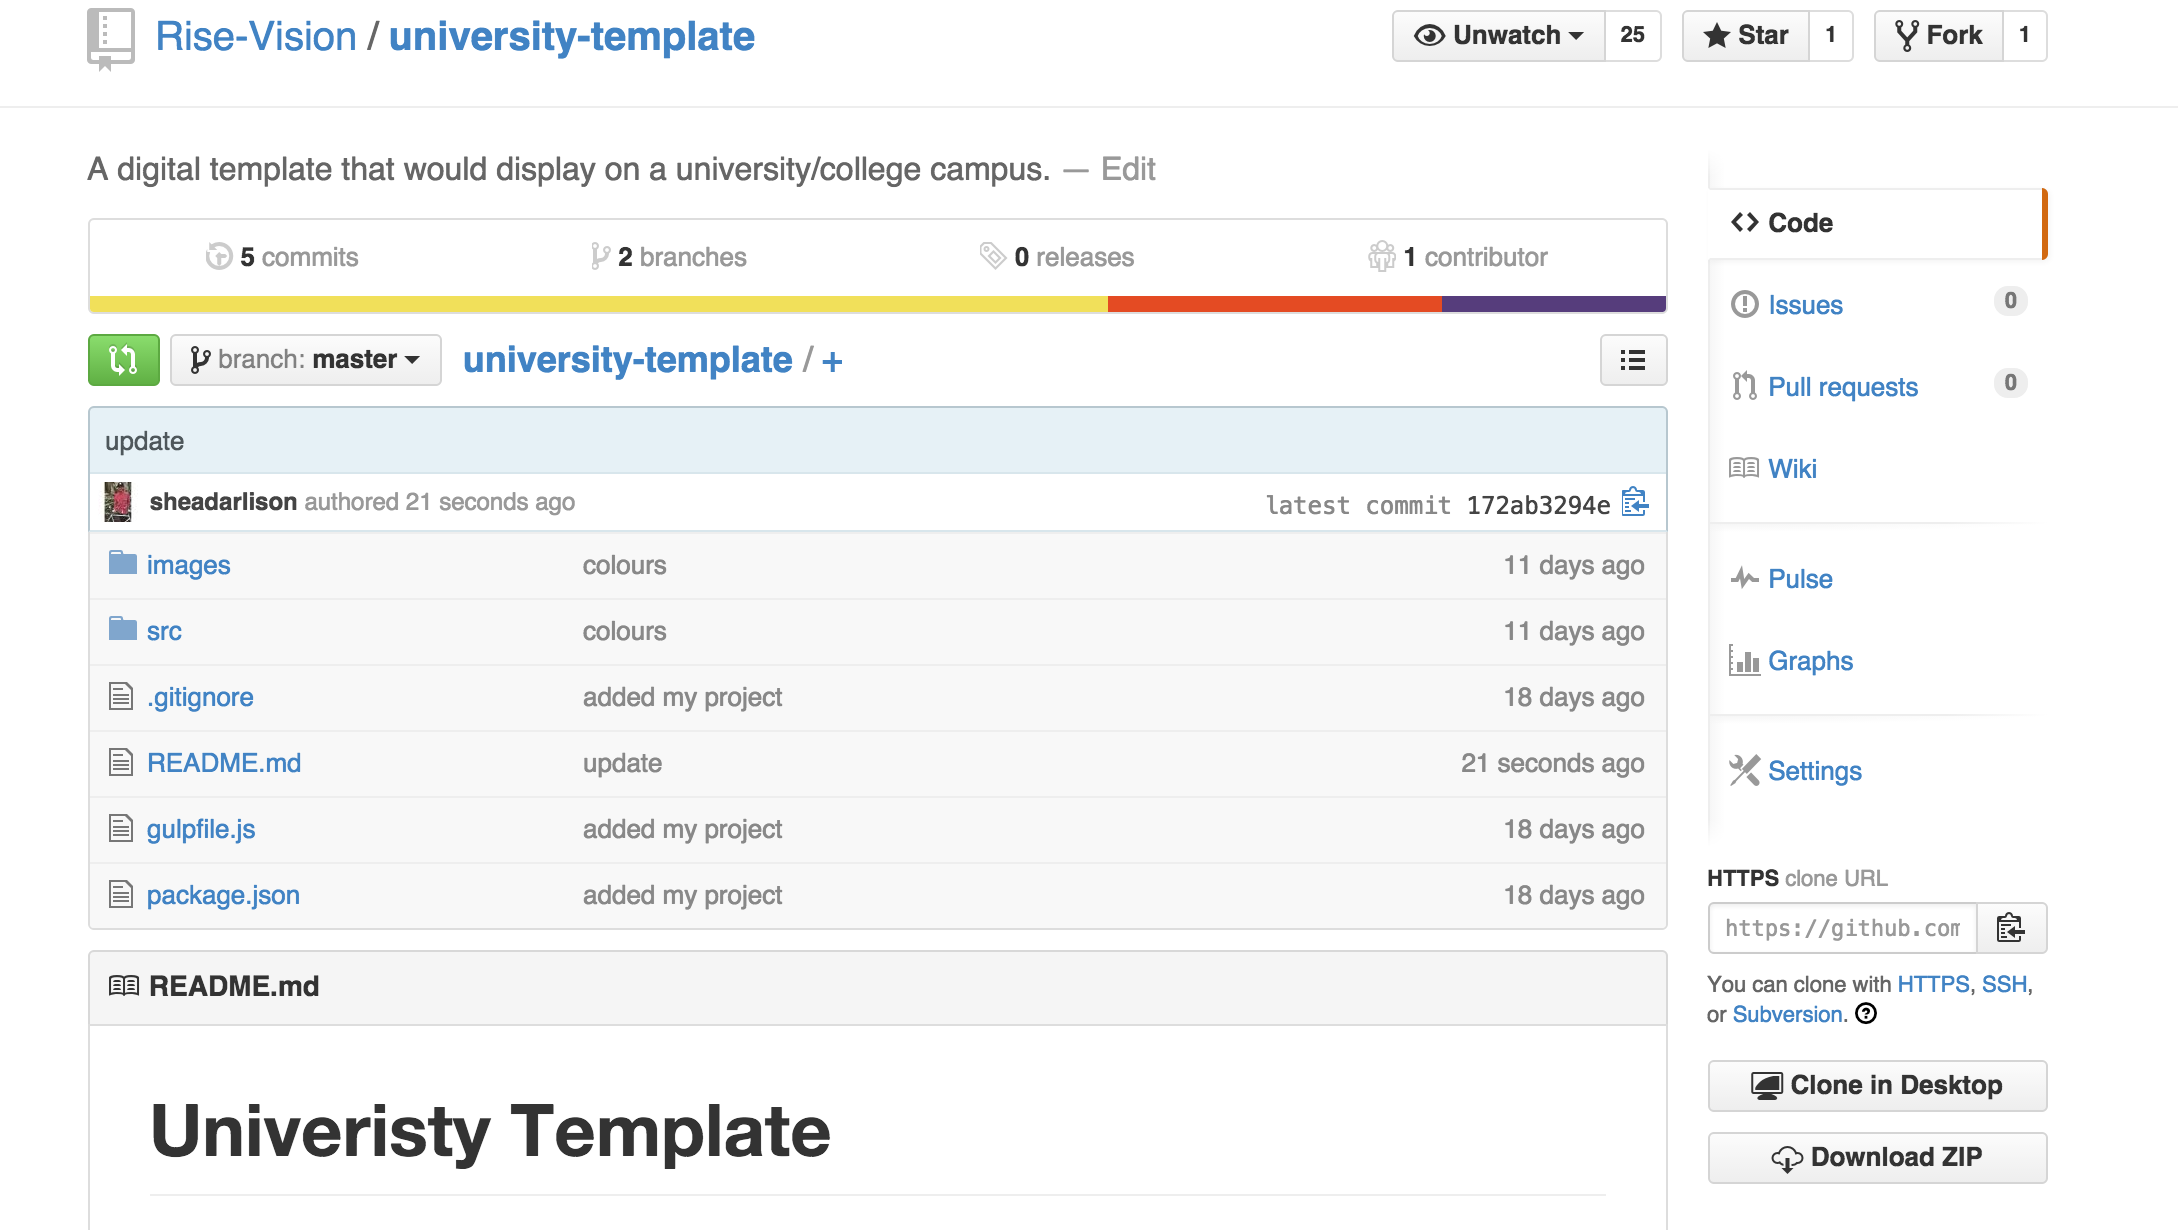 Rise-Vision / university-template
Unwatch 25 Star 1 Fork 1
A digital template that would display on a university/college campus. — Edit
5 commits 2 branches 0 releases 1 contributor
branch: master university-template / +
update
sheadarlison authored 21 seconds ago latest commit 172ab3294e
images colours 11 days ago
src colours 11 days ago
.gitignore added my project 18 days ago
README.md update 21 seconds ago
gulpfile.js added my project 18 days ago
package.json added my project 18 days ago
README.md
Univeristy Template
Code
Issues 0
Pull requests 0
Wiki
Pulse
Graphs
Settings
HTTPS clone URL
https://github.com
You can clone with HTTPS, SSH,
or Subversion.
Clone in Desktop
Download ZIP